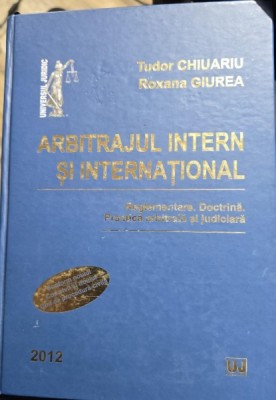 UNIVERSUL JURIDIC
Tudor CHIUARIU
Roxana GIUREA
ARBITRAJUL INTERN
ȘI INTERNAȚIONAL
Reglementare. Doctrină.
Practică arbitrală și judiciară
2012
UJ